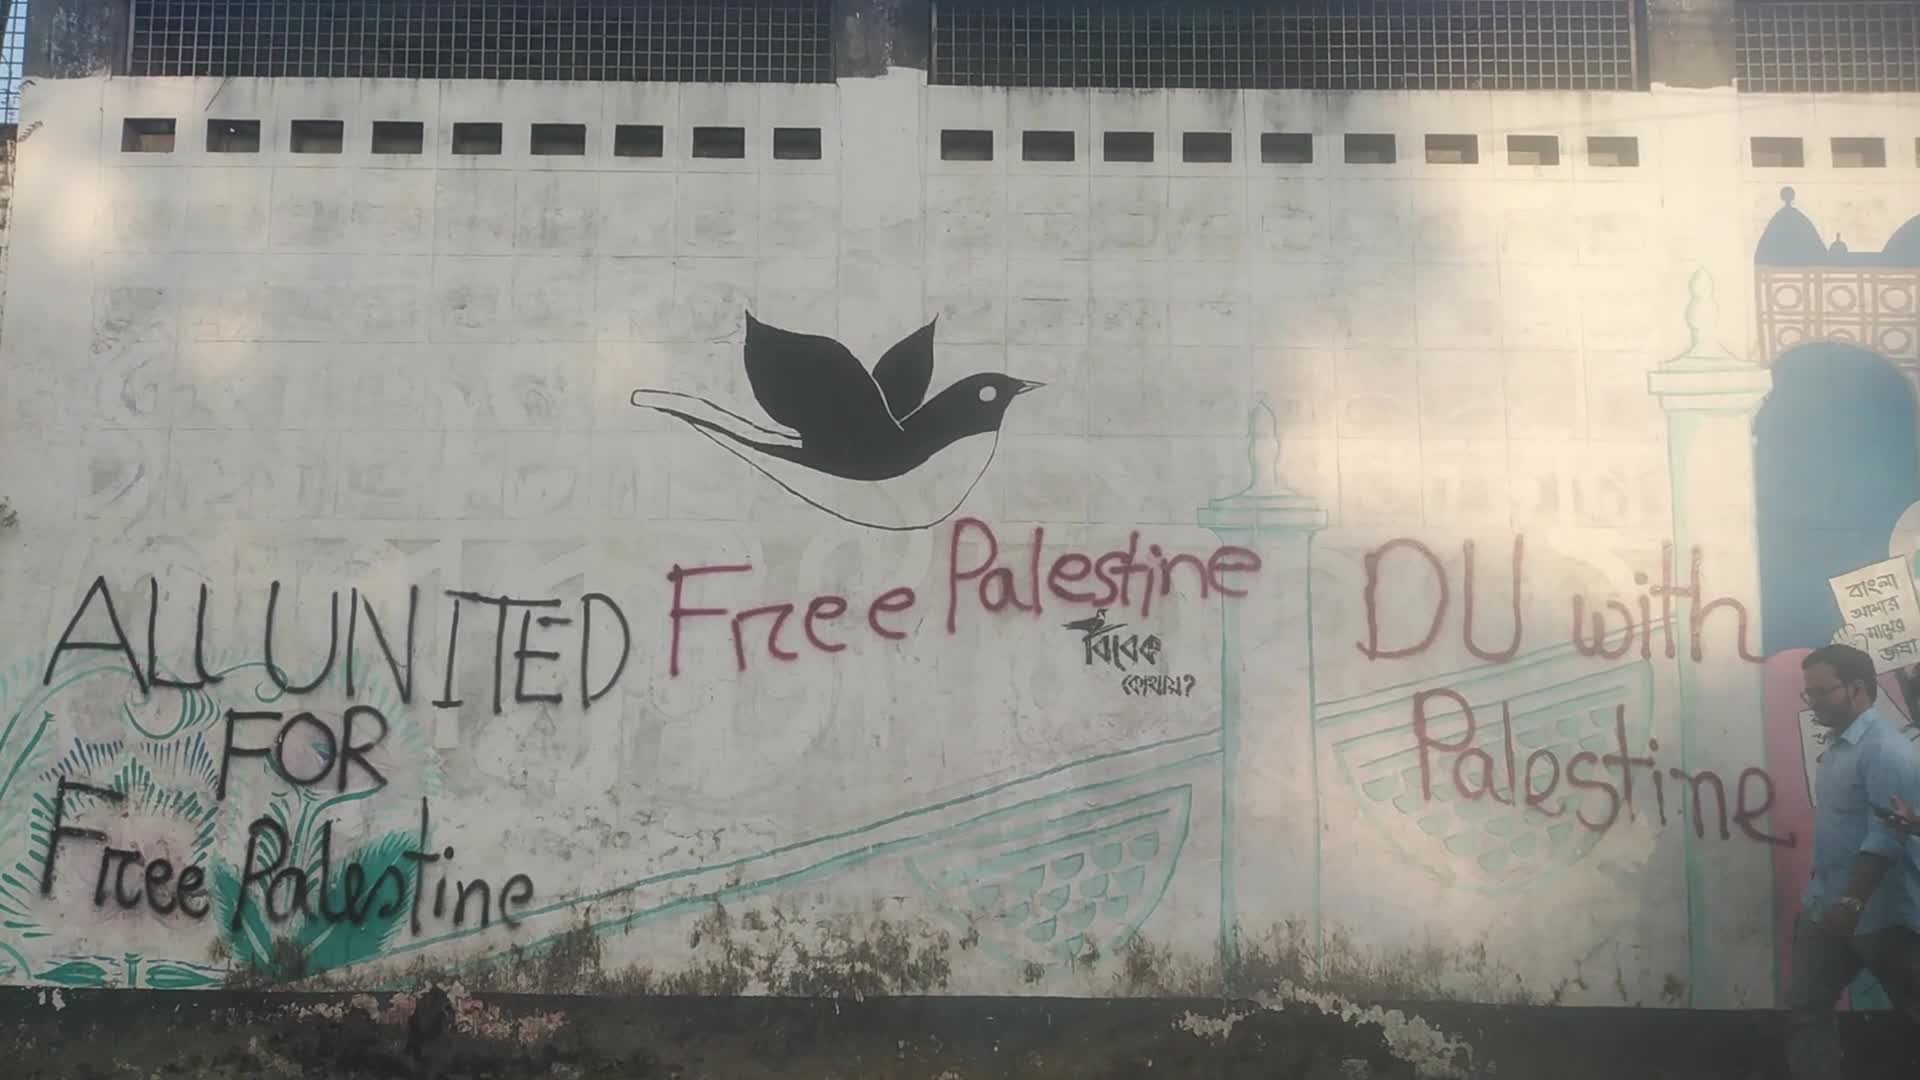 ALL UNITED
FOR
Free Palestine
Free Palestine
বিবেক
কোথায়?
DU with
Palestine
বাংলা
আমার
মায়ের
ভাষা